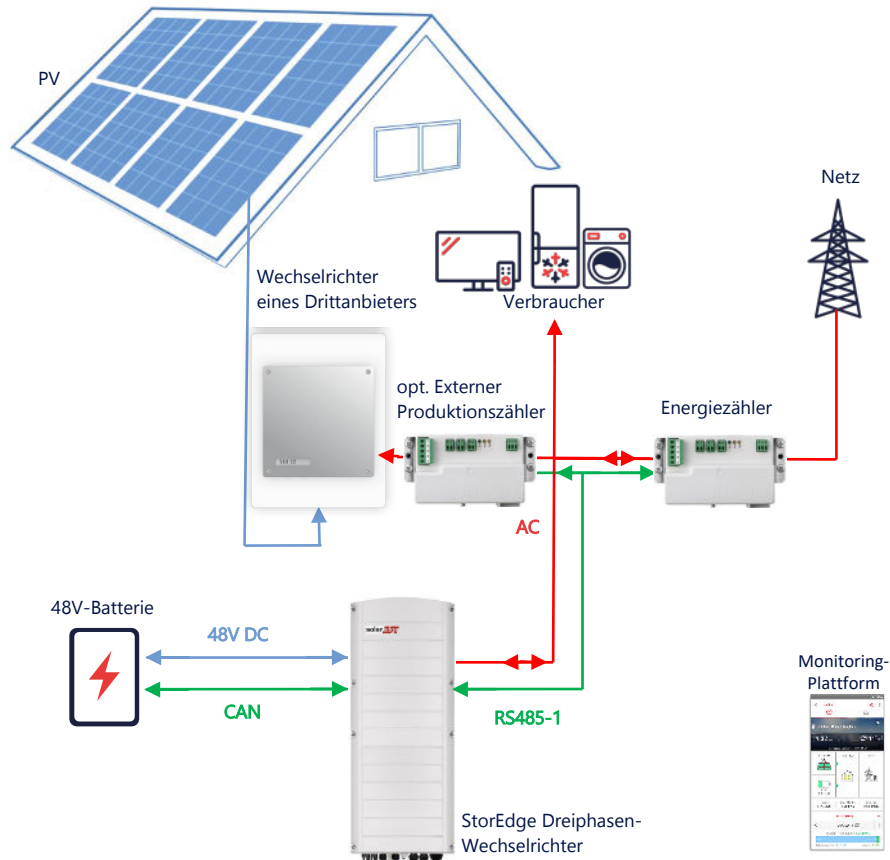 PV
Netz
Wechselrichter
eines Drittanbieters
Verbraucher
opt. Externer
Produktionszähler
Energiezähler
AC
48V-Batterie
48V DC
solaredge
CAN
RS485-1
Monitoring-
Plattform
StorEdge Dreiphasen-
Wechselrichter